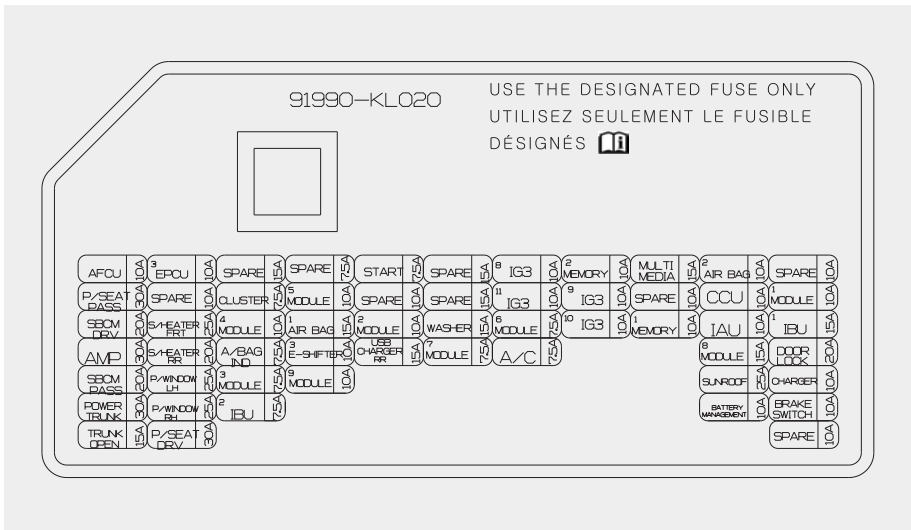 91990-KL020
USE THE DESIGNATED FUSE ONLY
UTILISEZ SEULEMENT LE FUSIBLE
DÉSIGNÉS
AFCU 10A 3 EPCU 10A SPARE 15A SPARE 7.5A START 7.5A SPARE 10A 8 IG3 10A 2 MEMORY 10A MULTI MEDIA 15A 2 AIR BAG 10A SPARE 10A
P/SEAT PASS 30A SPARE 10A CLUSTER 7.5A 5 MODULE 10A SPARE 10A SPARE 15A 11 IG3 10A 9 IG3 10A SPARE 10A CCU 10A 1 MODULE 10A
SBCM DRV 20A S/HEATER FRT 25A 4 MODULE 10A 1 AIR BAG 15A 2 MODULE 10A WASHER 15A 6 MODULE 7.5A 10 IG3 10A 1 MEMORY 10A IAU 10A 1 IBU 15A
AMP 30A S/HEATER RR 20A A/BAG IND 7.5A 3 E-SHIFTER 10A USB CHARGER RR 15A 7 MODULE 7.5A A/C 7.5A 8 MODULE 15A DOOR LOCK 20A
SBCM PASS 20A P/WINDOW LH 25A 3 MODULE 7.5A 9 MODULE 10A SUNROOF 25A CHARGER 10A
POWER TRUNK 30A P/WINDOW RH 25A 2 IBU 7.5A BATTERY MANAGEMENT 10A BRAKE SWITCH 10A
TRUNK OPEN 15A P/SEAT DRV 30A SPARE 10A